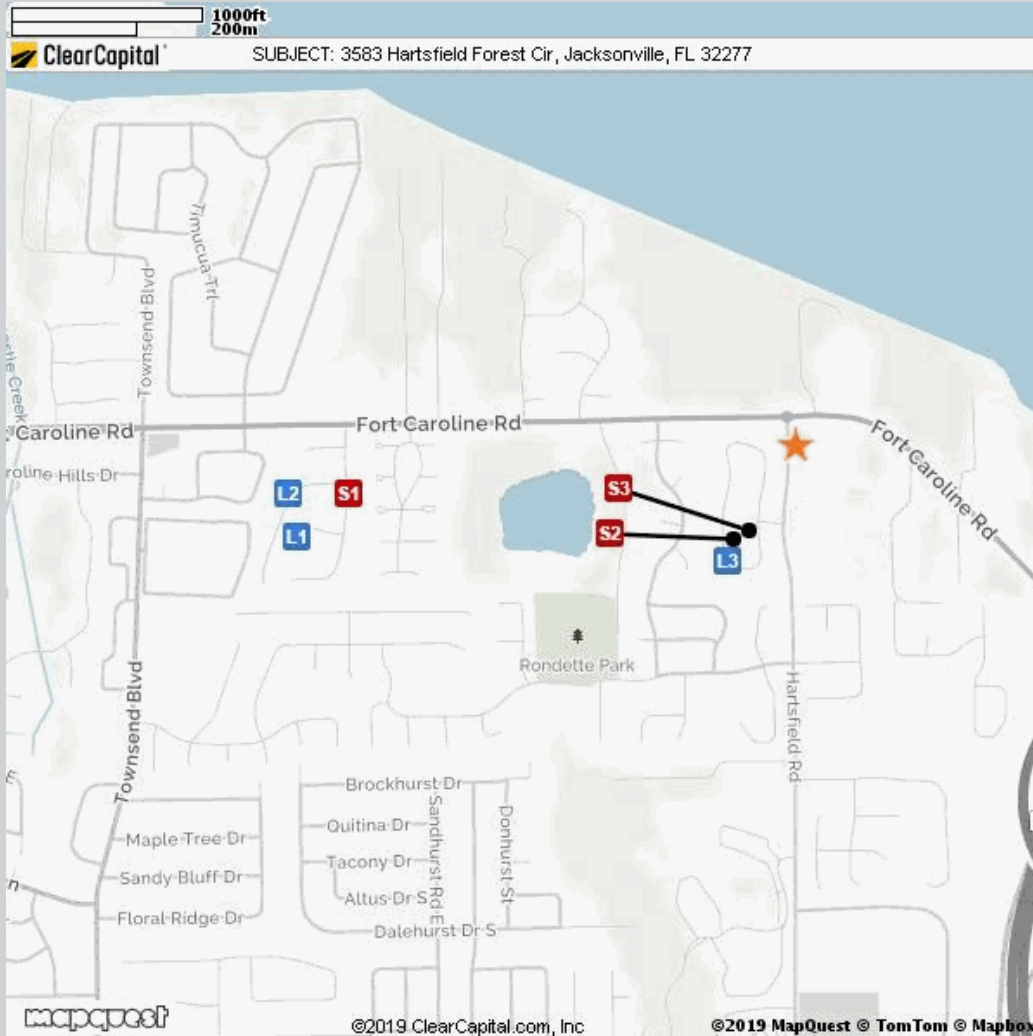 1000ft
200m
ClearCapital
SUBJECT: 3583 Hartsfield Forest Cir, Jacksonville, FL 32277
Timucua Trl
Townsend Blvd
Fort Caroline Rd
Caroline Rd
Fort Caroline Rd
Creek
Hills Dr
L2
S1
S3
L1
S2
L3
Rondette Park
Townsend Blvd
Hartsfield Rd
Brockhurst Dr
Sandhurst Rd E
Donhurst St
Quitina Dr
Maple Tree Dr
Tacony Dr
Sandy Bluff Dr
Altus Dr S
Floral Ridge Dr
Dalehurst Dr S
mapquest
©2019 ClearCapital.com, Inc
©2019 MapQuest © TomTom © Mapbox